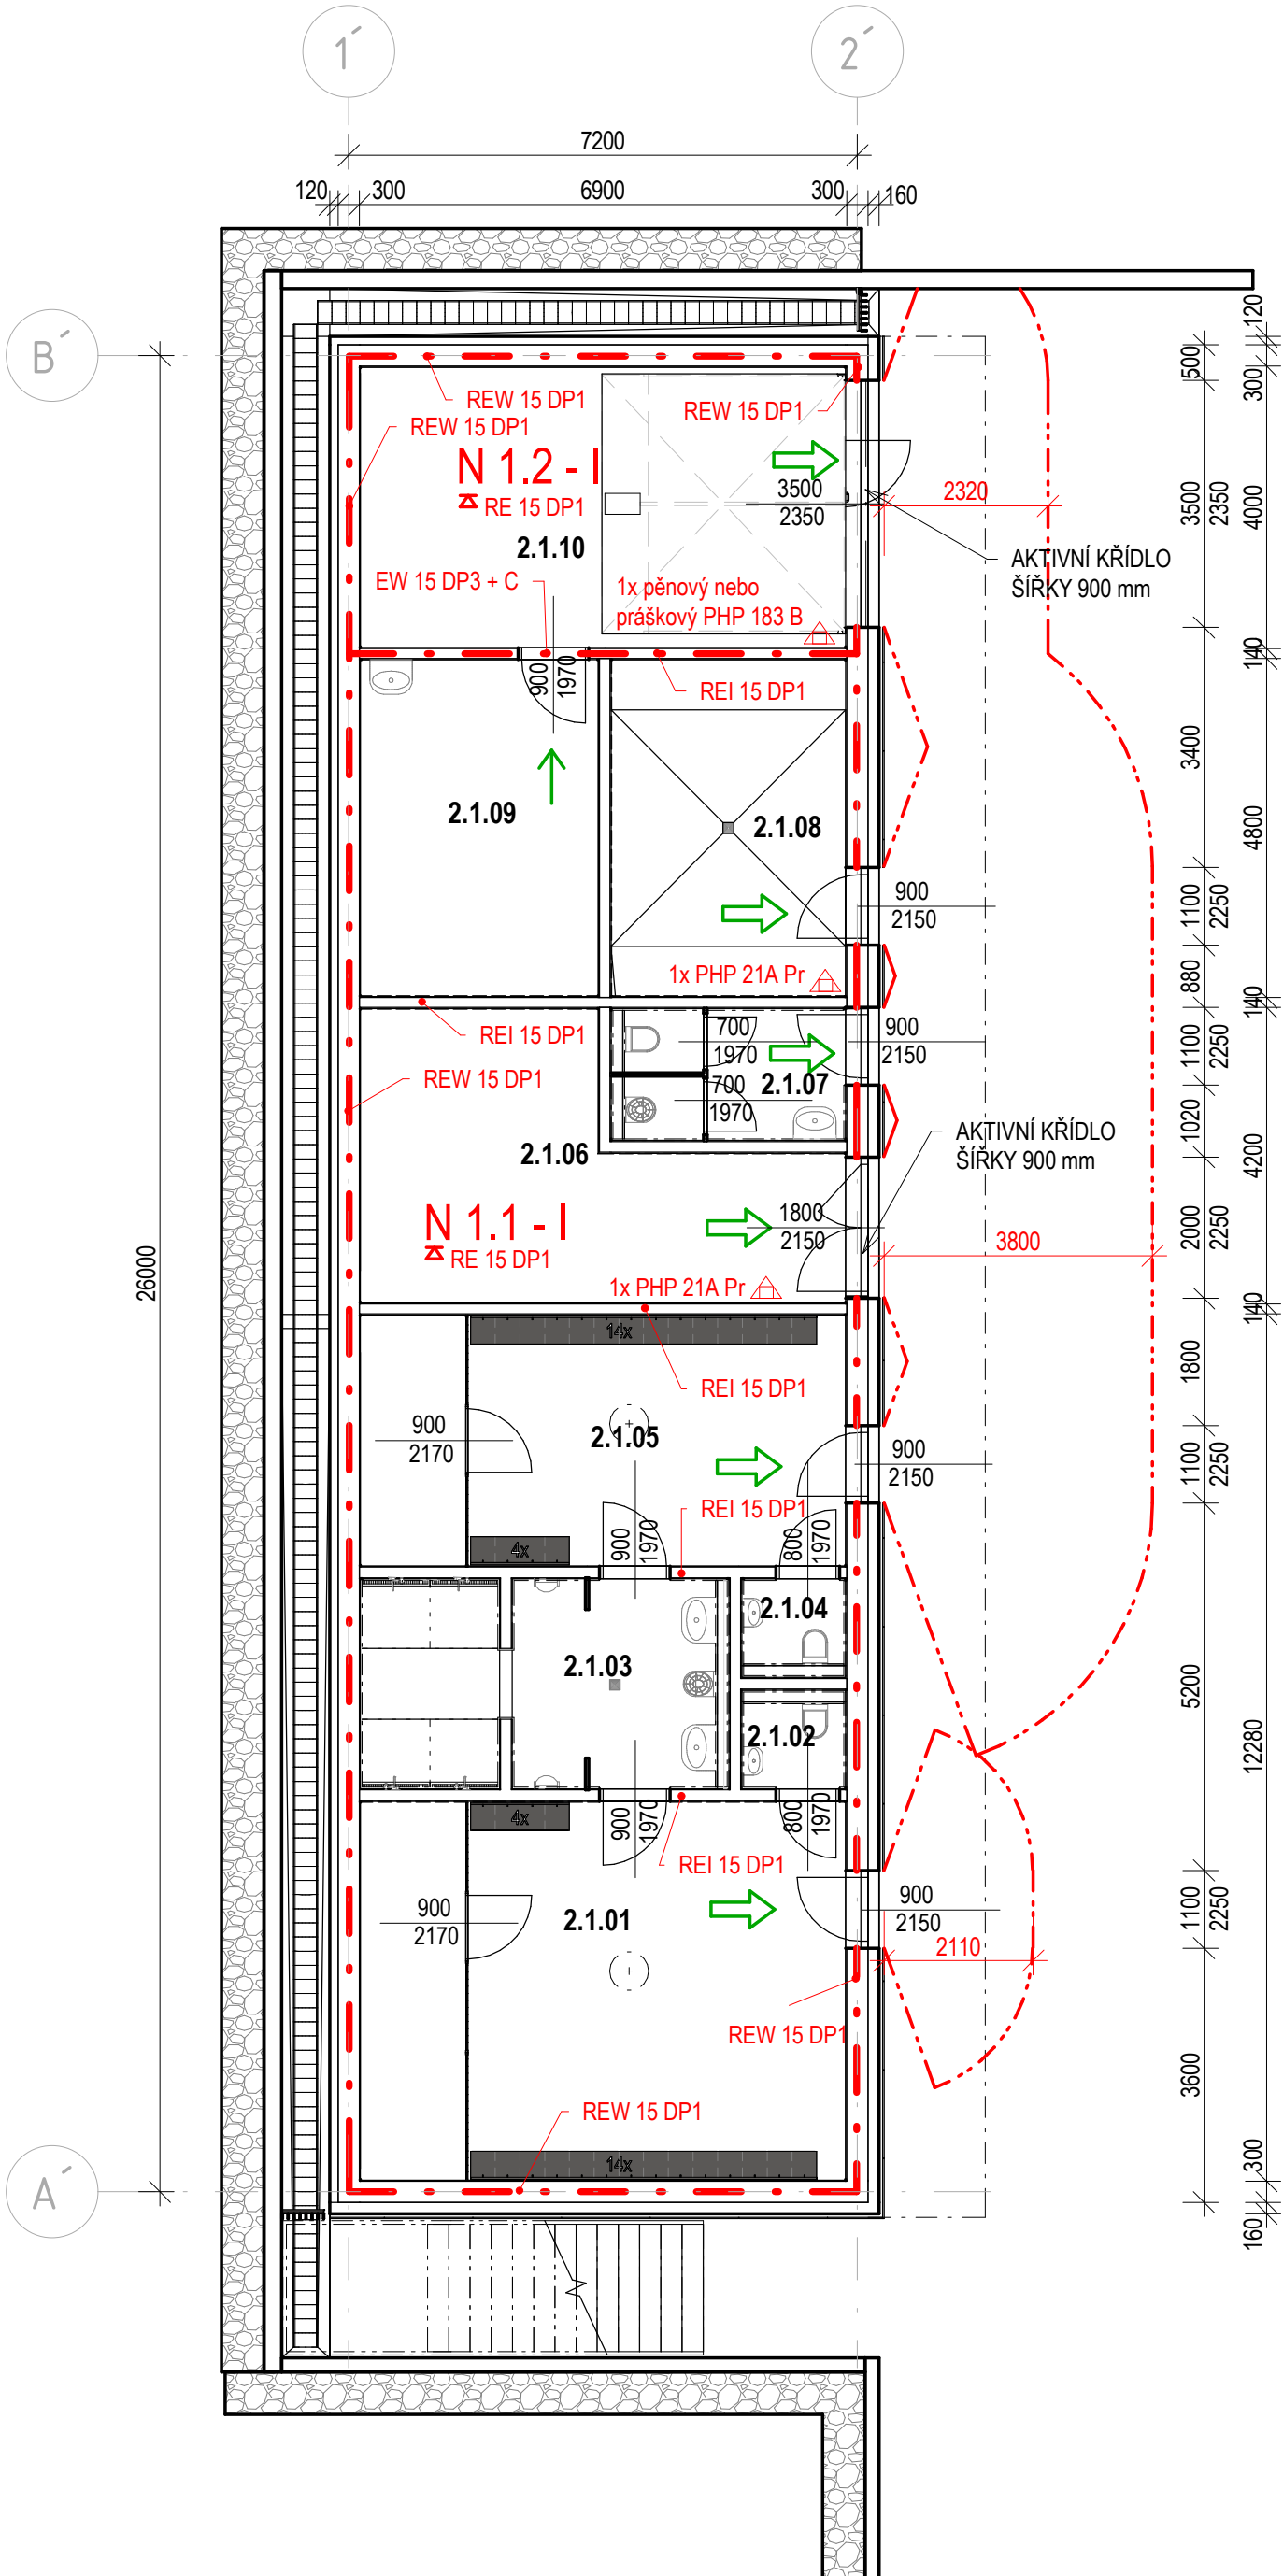 1´
2´
7200
120
300
6900
300
160
B´
120
500
300
REW 15 DP1
REW 15 DP1
REW 15 DP1
N 1.2 - I
RE 15 DP1
2.1.10
3500
2350
2320
3500
2350
4000
AKTIVNÍ KŘÍDLO
ŠÍŘKY 900 mm
EW 15 DP3 + C
1x pěnový nebo
práškový PHP 183 B
900
1970
REI 15 DP1
140
3400
2.1.09
2.1.08
4800
900
2150
1100
2250
1x PHP 21A Pr
880
140
REI 15 DP1
700
1970
900
2150
1100
2250
REW 15 DP1
700
1970
2.1.07
1020
2.1.06
AKTIVNÍ KŘÍDLO
ŠÍŘKY 900 mm
4200
N 1.1 - I
RE 15 DP1
1800
2150
3800
2000
2250
26000
1x PHP 21A Pr
140
14x
REI 15 DP1
1800
900
2170
2.1.05
900
2150
1100
2250
REI 15 DP1
4x
900
1970
800
1970
2.1.04
2.1.03
5200
2.1.02
12280
4x
900
1970
800
1970
REI 15 DP1
900
2170
2.1.01
900
2150
1100
2250
2110
REW 15 DP1
3600
REW 15 DP1
14x
A´
300
160